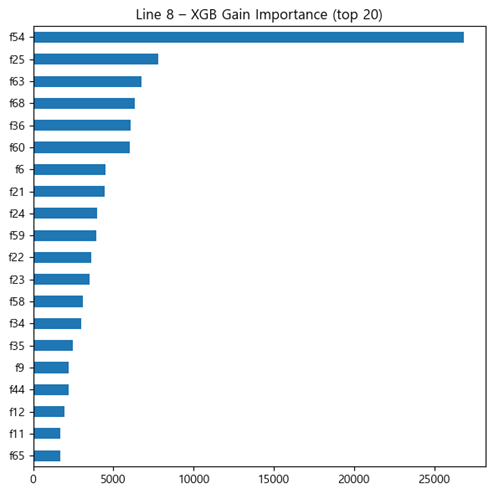 Line 8 – XGB Gain Importance (top 20)
f54
f25
f63
f68
f36
f60
f6
f21
f24
f59
f22
f23
f58
f34
f35
f9
f44
f12
f11
f65
0 5000 10000 15000 20000 25000